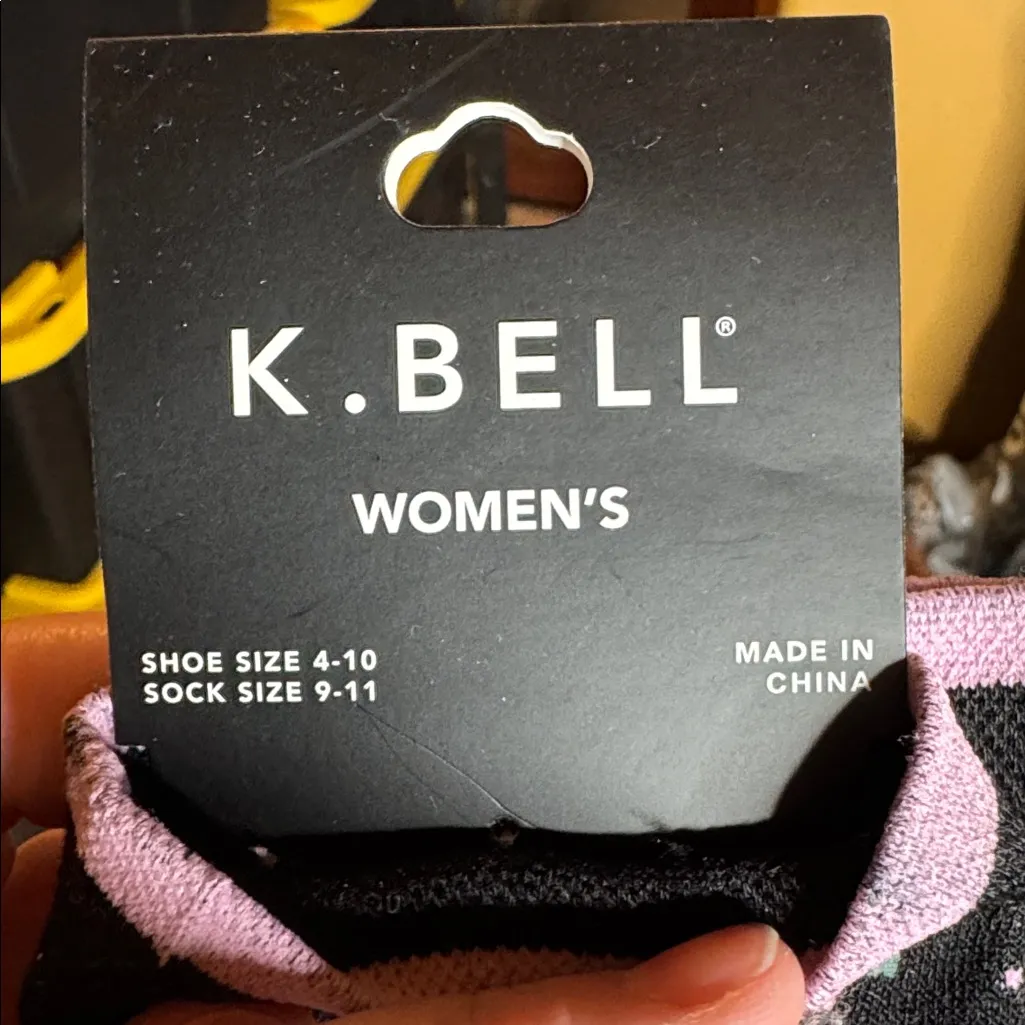 K.BELL®
WOMEN'S
SHOE SIZE 4-10
SOCK SIZE 9-11
MADE IN
CHINA